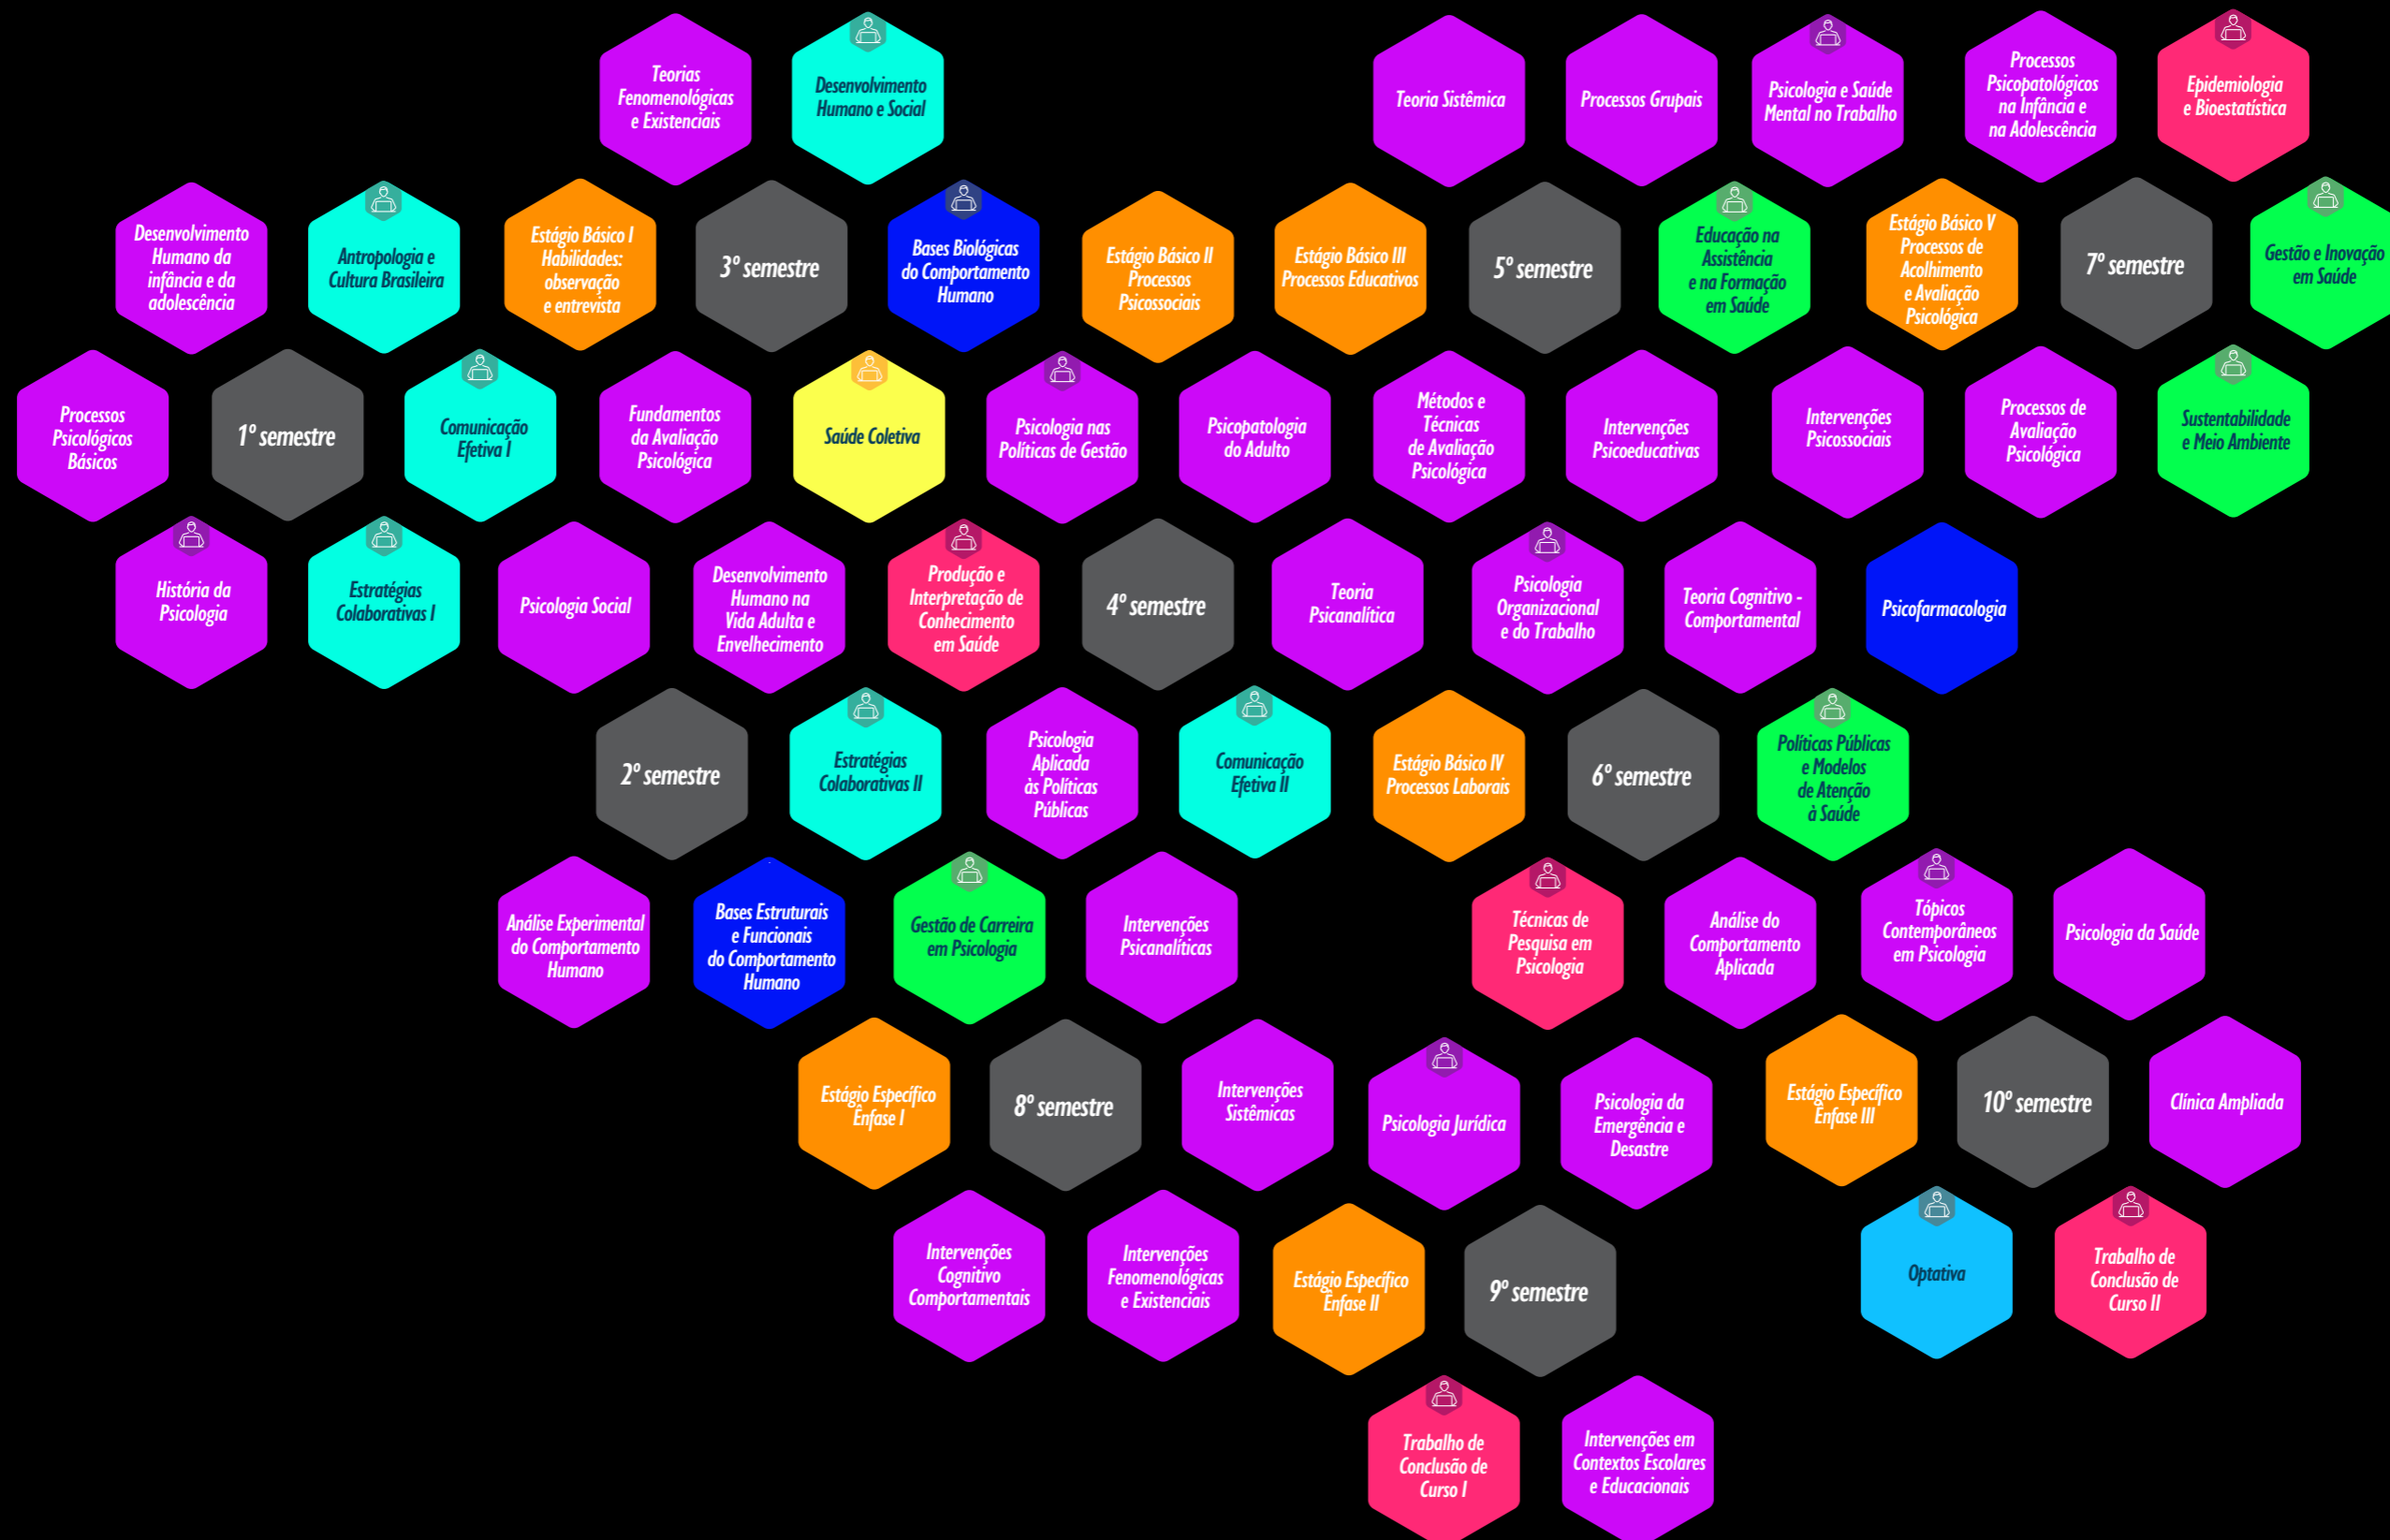 Teorias
Fenomenológicas
e Existenciais
Desenvolvimento
Humano e Social
Teoria Sistêmica
Processos Grupais
Psicologia e Saúde
Mental no Trabalho
Processos
Psicopatológicos
na Infância e
na Adolescência
Epidemiologia
e Bioestatística
Desenvolvimento
Humano da
infância e da
adolescência
Antropologia e
Cultura Brasileira
Estágio Básico I
Habilidades:
observação
e entrevista
3º semestre
Bases Biológicas
do Comportamento
Humano
Estágio Básico II
Processos
Psicossociais
Estágio Básico III
Processos Educativos
5º semestre
Educação na
Assistência
e na Formação
em Saúde
Estágio Básico V
Processos de
Acolhimento
e Avaliação
Psicológica
7º semestre
Gestão e Inovação
em Saúde
Processos
Psicológicos
Básicos
1º semestre
Comunicação
Efetiva I
Fundamentos
da Avaliação
Psicológica
Saúde Coletiva
Psicologia nas
Políticas de Gestão
Psicopatologia
do Adulto
Métodos e
Técnicas
de Avaliação
Psicológica
Intervenções
Psicoeducativas
Intervenções
Psicossociais
Processos de
Avaliação
Psicológica
Sustentabilidade
e Meio Ambiente
História da
Psicologia
Estratégias
Colaborativas I
Psicologia Social
Desenvolvimento
Humano na
Vida Adulta e
Envelhecimento
Produção e
Interpretação de
Conhecimento
em Saúde
4º semestre
Teoria
Psicanalítica
Psicologia
Organizacional
e do Trabalho
Teoria Cognitivo -
Comportamental
Psicofarmacologia
2º semestre
Estratégias
Colaborativas II
Psicologia
Aplicada
às Políticas
Públicas
Comunicação
Efetiva II
Estágio Básico IV
Processos Laborais
6º semestre
Políticas Públicas
e Modelos
de Atenção
à Saúde
Análise Experimental
do Comportamento
Humano
Bases Estruturais
e Funcionais
do Comportamento
Humano
Gestão de Carreira
em Psicologia
Intervenções
Psicanalíticas
Técnicas de
Pesquisa em
Psicologia
Análise do
Comportamento
Aplicada
Tópicos
Contemporâneos
em Psicologia
Psicologia da Saúde
Estágio Específico
Ênfase I
8º semestre
Intervenções
Sistêmicas
Psicologia Jurídica
Psicologia da
Emergência e
Desastre
Estágio Específico
Ênfase III
10º semestre
Clínica Ampliada
Intervenções
Cognitivo
Comportamentais
Intervenções
Fenomenológicas
e Existenciais
Estágio Específico
Ênfase II
9º semestre
Optativa
Trabalho de
Conclusão de
Curso II
Trabalho de
Conclusão de
Curso I
Intervenções em
Contextos Escolares
e Educacionais